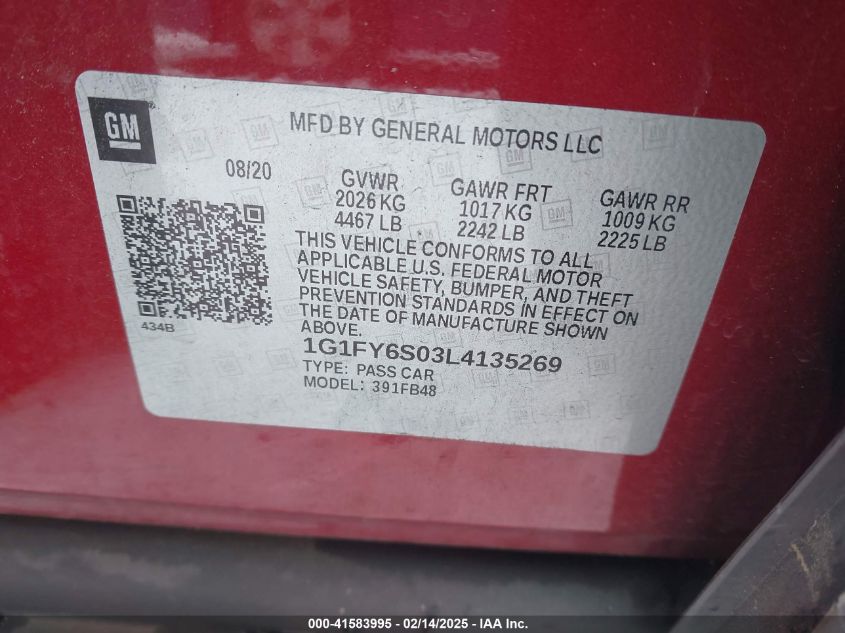 GM
MFD BY GENERAL MOTORS LLC
08/20
GVWR
2026 KG
4467 LB
GAWR FRT
1017 KG
2242 LB
GAWR RR
1009 KG
2225 LB
THIS VEHICLE CONFORMS TO ALL
APPLICABLE U.S. FEDERAL MOTOR
VEHICLE SAFETY, BUMPER, AND THEFT
PREVENTION STANDARDS IN EFFECT ON
THE DATE OF MANUFACTURE SHOWN
ABOVE.
434B
1G1FY6S03L4135269
TYPE: PASS CAR
MODEL: 391FB48
000-41583995 - 02/14/2025 - IAA Inc.